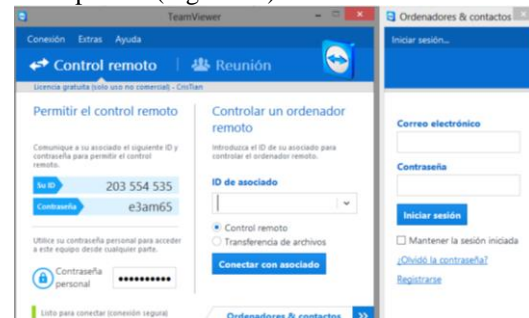 TeamViewer
Conexión Extras Ayuda
Control remoto
Reunión
Licencia gratuita (solo uso no comercial) - CrisTian
Permitir el control remoto
Comunique a su asociado el siguiente ID y
contraseña para permitir el control
remoto.
Su ID 203 554 535
Contraseña e3am65
Utilice su contraseña personal para acceder
a este equipo desde cualquier parte.
Contraseña
personal
Listo para conectar (conexión segura)
Controlar un ordenador
remoto
Introduzca el ID de su asociado para
controlar el ordenador remoto.
ID de asociado
Control remoto
Transferencia de archivos
Conectar con asociado
Ordenadores & contactos
Ordenadores & contactos
Iniciar sesión...
Correo electrónico
Contraseña
Iniciar sesión
Mantener la sesión iniciada
¿Olvidó la contraseña?
Registrarse